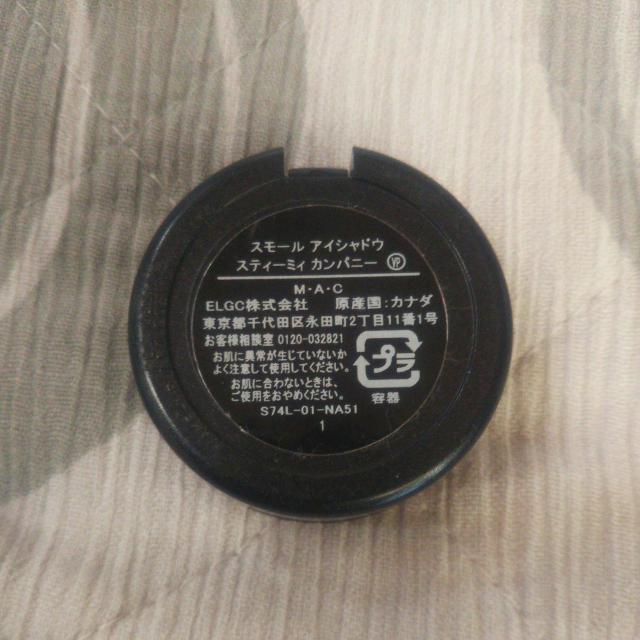 スモール アイシャドウ
スティーミィ カンパニー VP
M·A·C
ELGC株式会社 原産国:カナダ
東京都千代田区永田町2丁目11番1号
お客様相談室 0120-032821
お肌に異常が生じていないか
よく注意して使用してください。
お肌に合わないときは、
ご使用をおやめください。
プラ
容器
S74L-01-NA51
1